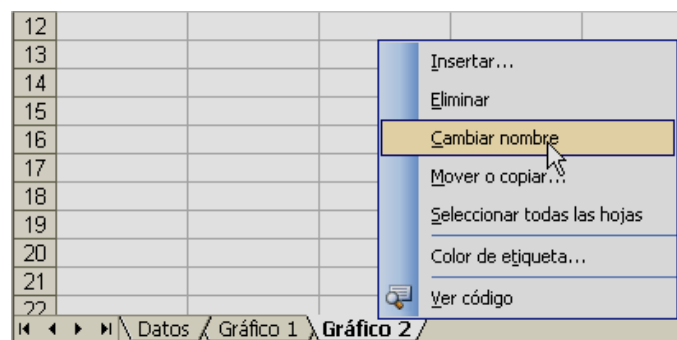 12
13
14
15
16
17
18
19
20
21
22
Insertar...
Eliminar
Cambiar nombre
Mover o copiar...
Seleccionar todas las hojas
Color de etiqueta...
Ver código
Datos Gráfico 1 Gráfico 2